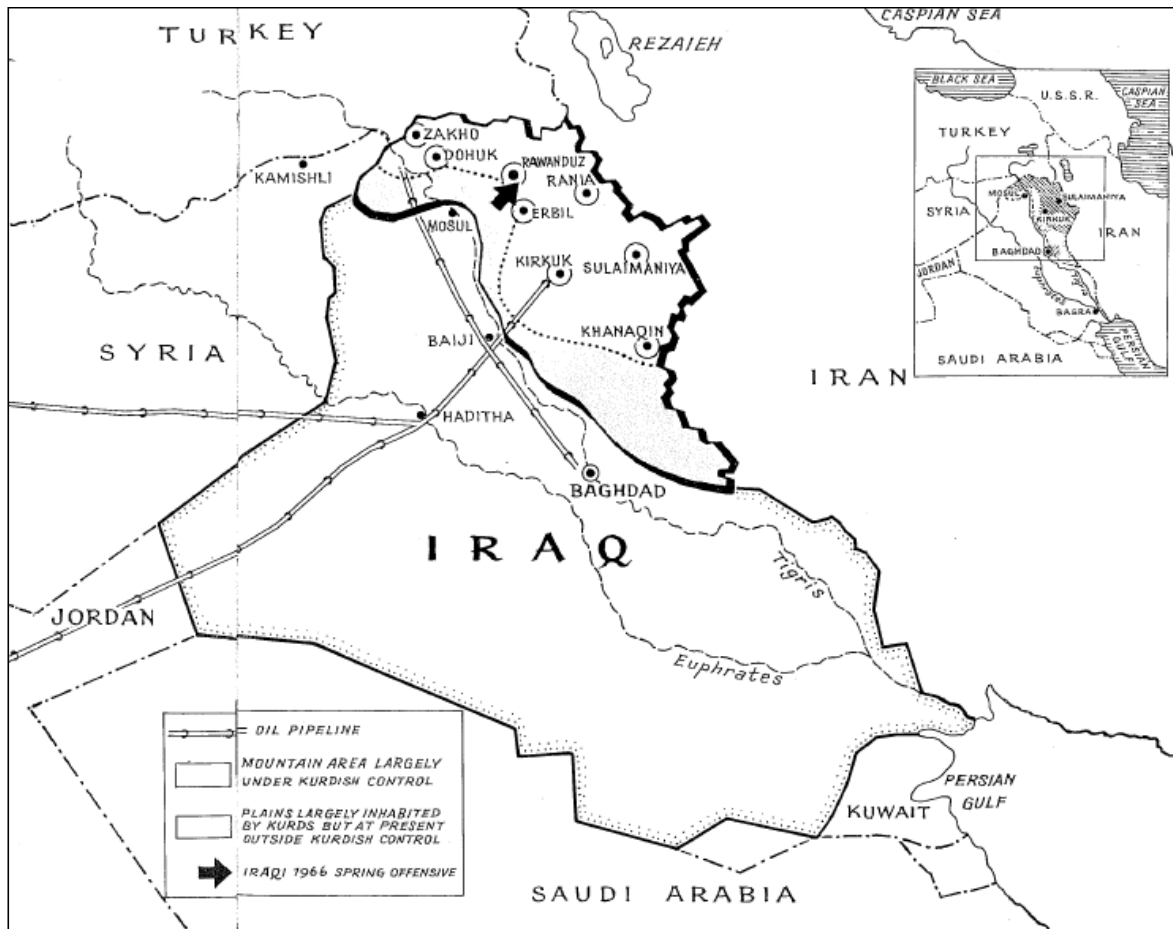 CASPIAN SEA
TURKEY
REZAIEH
ZAKHO
DOHUK
RAWANDUZ
RANIA
KAMISHLI
ERBIL
MOSUL
KIRKUK
SULAIMANIYA
SYRIA
BAIJI
KHANAQIN
IRAN
HADITHA
BAGHDAD
IRAQ
Tigris
JORDAN
Euphrates
PERSIAN
GULF
KUWAIT
SAUDI ARABIA
OIL PIPELINE
MOUNTAIN AREA LARGELY
UNDER KURDISH CONTROL
PLAINS LARGELY INHABITED
BY KURDS BUT AT PRESENT
OUTSIDE KURDISH CONTROL
IRAQI 1966 SPRING OFFENSIVE
BLACK SEA
U.S.S.R.
CASPIAN
SEA
TURKEY
MOSUL
SULAIMANIYA
SYRIA
KIRKUK
IRAN
BAGHDAD
JORDAN
Euphrates
Tigris
BASRA
PERSIAN
GULF
SAUDI ARABIA